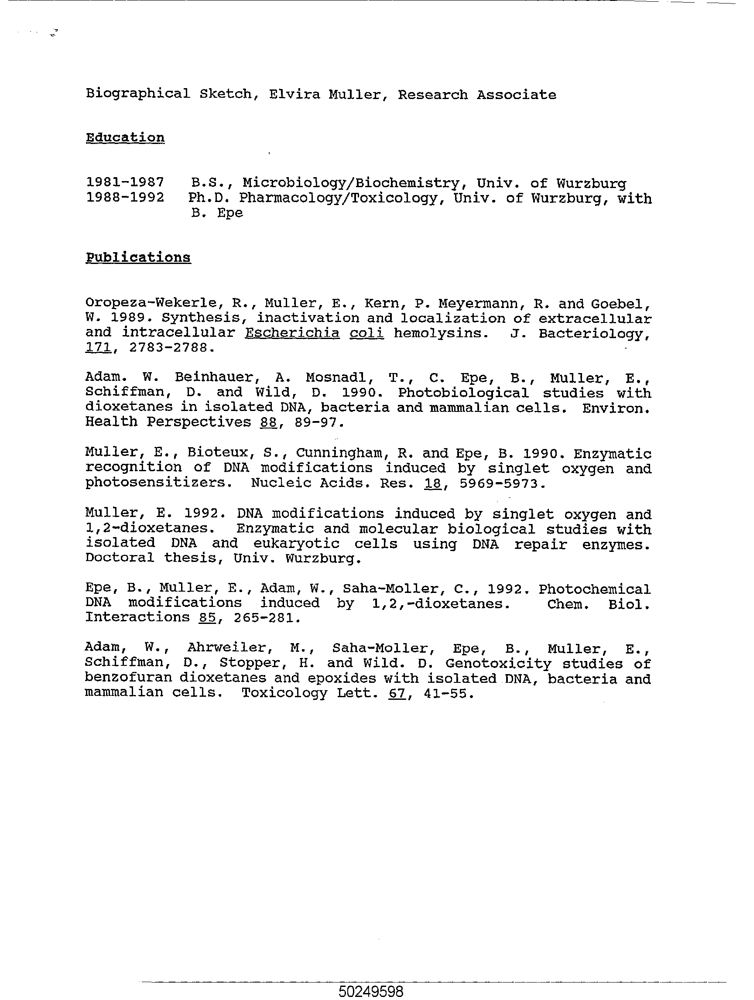 Biographical Sketch, Elvira Muller, Research Associate
Education
1981-1987 B.S., Microbiology/Biochemistry, Univ. of Wurzburg
1988-1992 Ph.D. Pharmacology/Toxicology, Univ. of Wurzburg, with
B. Epe
Publications
Oropeza-Wekerle, R., Muller, E., Kern, P. Meyermann, R. and Goebel,
W. 1989. Synthesis, inactivation and localization of extracellular
and intracellular Escherichia coli hemolysins. J. Bacteriology,
171, 2783-2788.
Adam. W. Beinhauer, A. Mosnadl, T., C. Epe, B., Muller, E.,
Schiffman, D. and Wild, D. 1990. Photobiological studies with
dioxetanes in isolated DNA, bacteria and mammalian cells. Environ.
Health Perspectives 88, 89-97.
Muller, E., Bioteux, S., Cunningham, R. and Epe, B. 1990. Enzymatic
recognition of DNA modifications induced by singlet oxygen and
photosensitizers. Nucleic Acids. Res. 18, 5969-5973.
Muller, E. 1992. DNA modifications induced by singlet oxygen and
1,2-dioxetanes. Enzymatic and molecular biological studies with
isolated DNA and eukaryotic cells using DNA repair enzymes.
Doctoral thesis, Univ. Wurzburg.
Epe, B., Muller, E., Adam, W., Saha-Moller, C., 1992. Photochemical
DNA modifications induced by 1,2,-dioxetanes. Chem. Biol.
Interactions 85, 265-281.
Adam, W., Ahrweiler, M., Saha-Moller, Epe, B., Muller, E.,
Schiffman, D., Stopper, H. and Wild. D. Genotoxicity studies of
benzofuran dioxetanes and epoxides with isolated DNA, bacteria and
mammalian cells. Toxicology Lett. 67, 41-55.
50249598